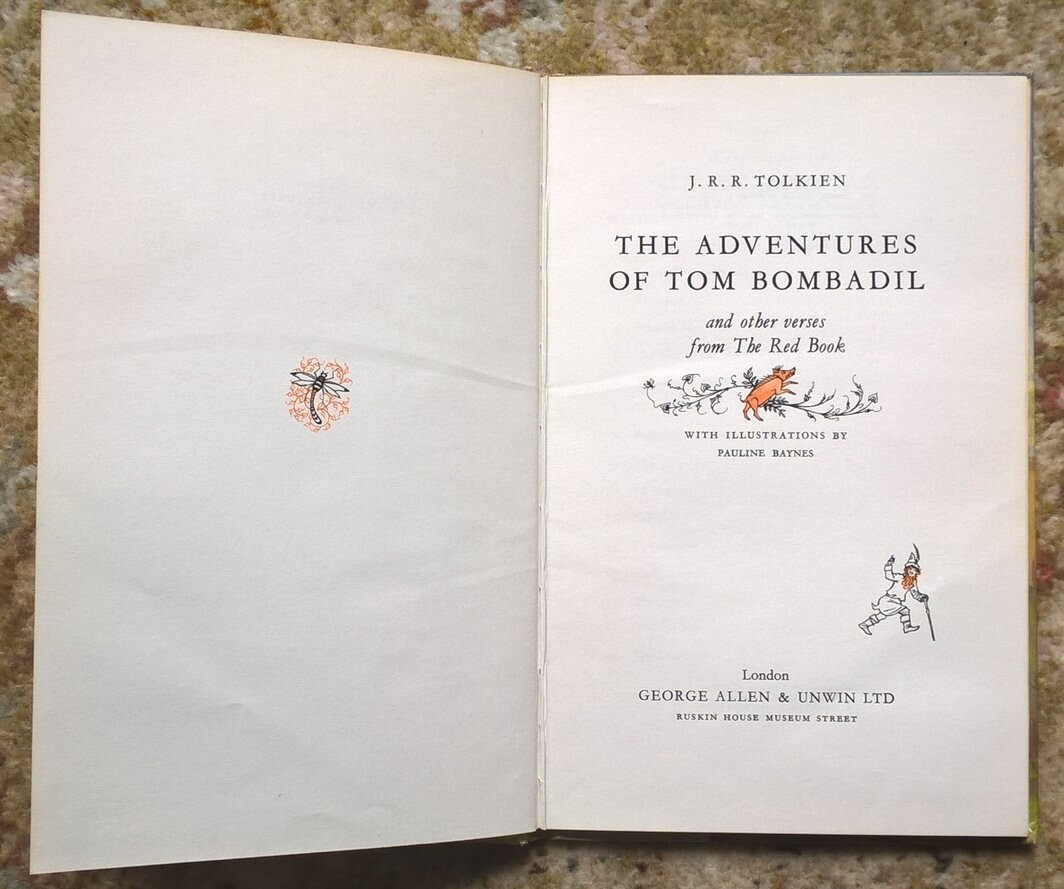 J. R. R. TOLKIEN
THE ADVENTURES
OF TOM BOMBADIL
and other verses
from The Red Book
WITH ILLUSTRATIONS BY
PAULINE BAYNES
London
GEORGE ALLEN & UNWIN LTD
RUSKIN HOUSE MUSEUM STREET